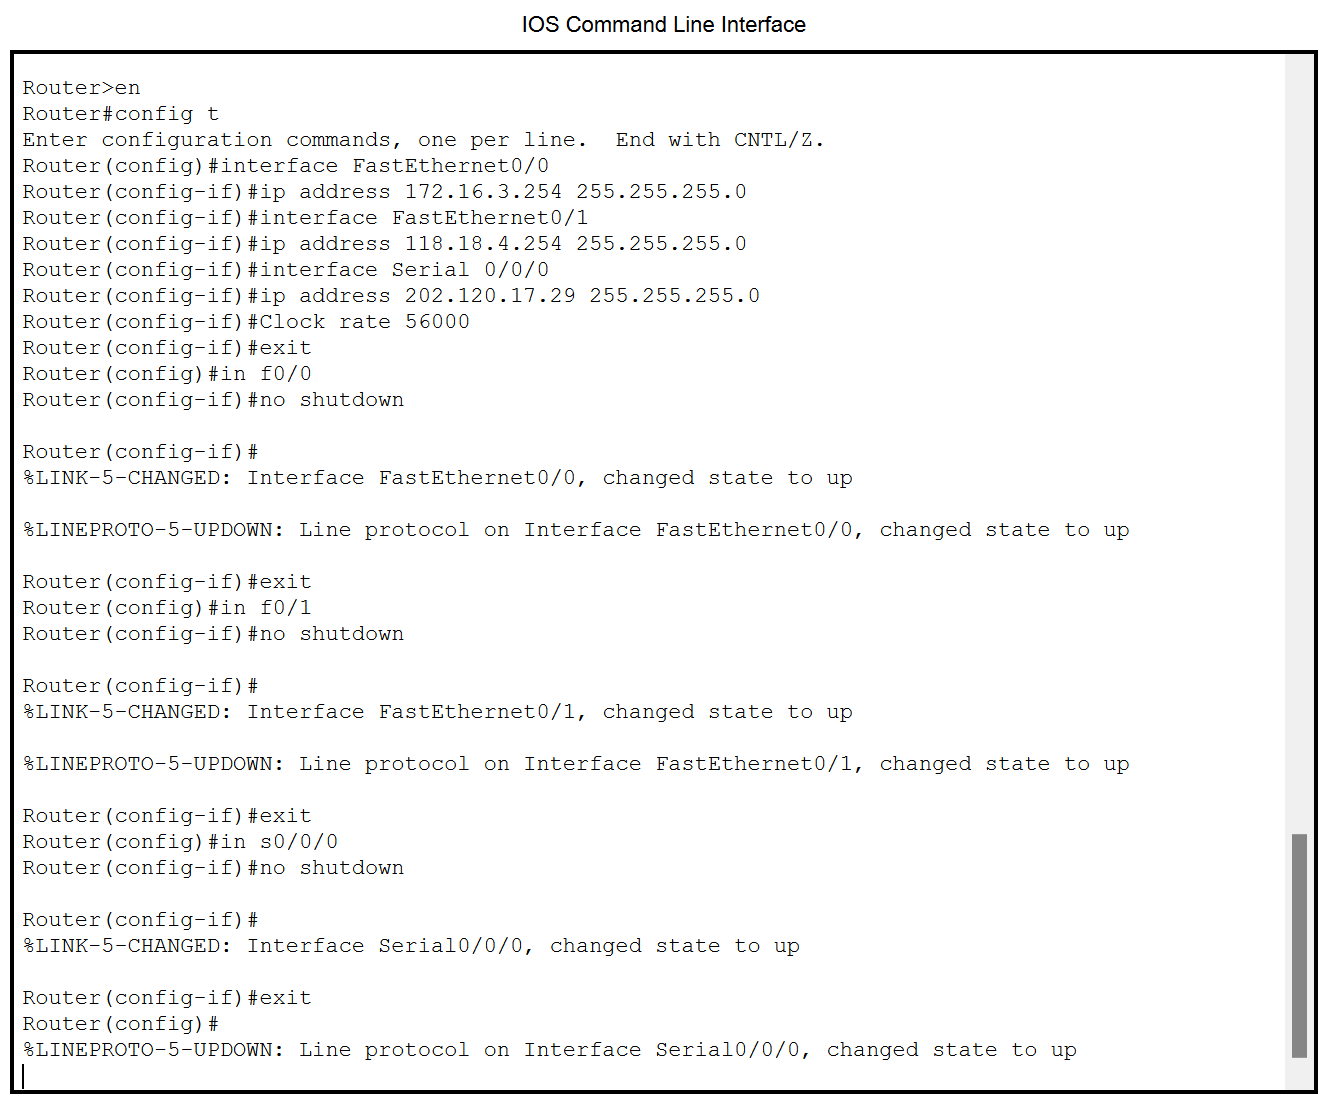 IOS Command Line Interface
Router>en
Router#config t
Enter configuration commands, one per line.  End with CNTL/Z.
Router(config)#interface FastEthernet0/0
Router(config-if)#ip address 172.16.3.254 255.255.255.0
Router(config-if)#interface FastEthernet0/1
Router(config-if)#ip address 118.18.4.254 255.255.255.0
Router(config-if)#interface Serial 0/0/0
Router(config-if)#ip address 202.120.17.29 255.255.255.0
Router(config-if)#Clock rate 56000
Router(config-if)#exit
Router(config)#in f0/0
Router(config-if)#no shutdown
Router(config-if)#
%LINK-5-CHANGED: Interface FastEthernet0/0, changed state to up
%LINEPROTO-5-UPDOWN: Line protocol on Interface FastEthernet0/0, changed state to up
Router(config-if)#exit
Router(config)#in f0/1
Router(config-if)#no shutdown
Router(config-if)#
%LINK-5-CHANGED: Interface FastEthernet0/1, changed state to up
%LINEPROTO-5-UPDOWN: Line protocol on Interface FastEthernet0/1, changed state to up
Router(config-if)#exit
Router(config)#in s0/0/0
Router(config-if)#no shutdown
Router(config-if)#
%LINK-5-CHANGED: Interface Serial0/0/0, changed state to up
Router(config-if)#exit
Router(config)#
%LINEPROTO-5-UPDOWN: Line protocol on Interface Serial0/0/0, changed state to up